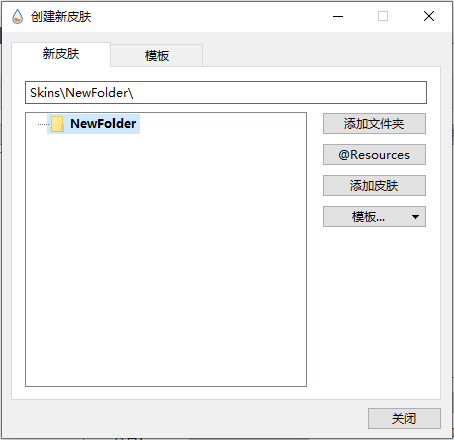 创建新皮肤
新皮肤
模板
Skins\NewFolder\
NewFolder
添加文件夹
@Resources
添加皮肤
模板...
关闭